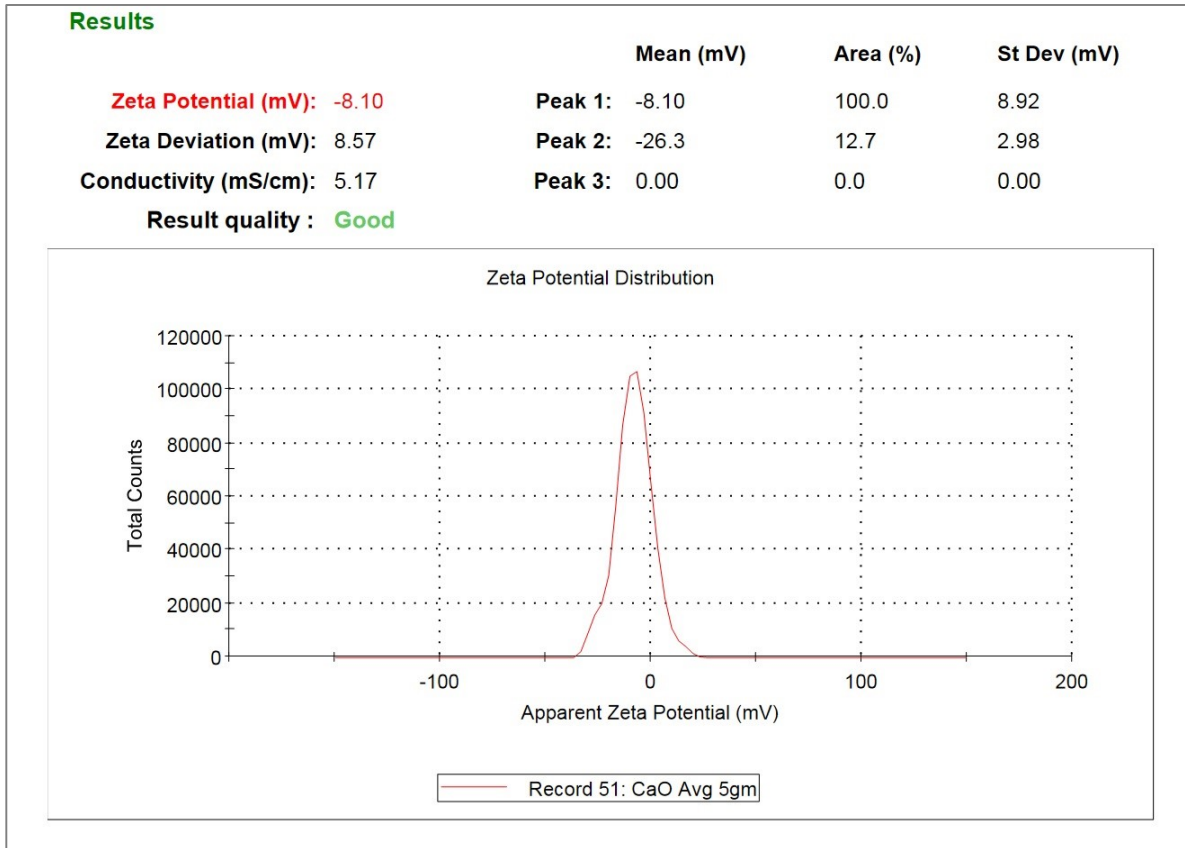 Results
Mean (mV) Area (%) St Dev (mV)
Zeta Potential (mV): -8.10 Peak 1: -8.10 100.0 8.92
Zeta Deviation (mV): 8.57 Peak 2: -26.3 12.7 2.98
Conductivity (mS/cm): 5.17 Peak 3: 0.00 0.0 0.00
Result quality : Good
Zeta Potential Distribution
120000
100000
80000
60000
40000
20000
0
Total Counts
-100 0 100 200
Apparent Zeta Potential (mV)
Record 51: CaO Avg 5gm